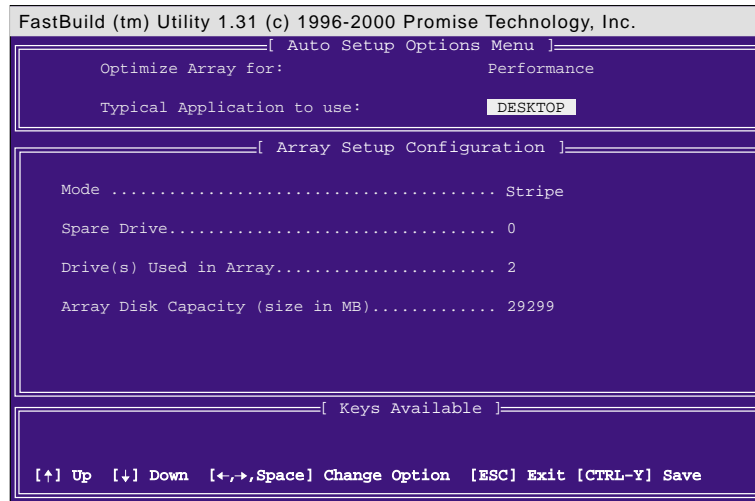 FastBuild (tm) Utility 1.31 (c) 1996-2000 Promise Technology, Inc.
[ Auto Setup Options Menu ]
Optimize Array for: Performance
Typical Application to use: DESKTOP
[ Array Setup Configuration ]
Mode ........................................ Stripe
Spare Drive.................................. 0
Drive(s) Used in Array....................... 2
Array Disk Capacity (size in MB)............. 29299
[ Keys Available ]
[↑] Up [↓] Down [←,→,Space] Change Option [ESC] Exit [CTRL-Y] Save